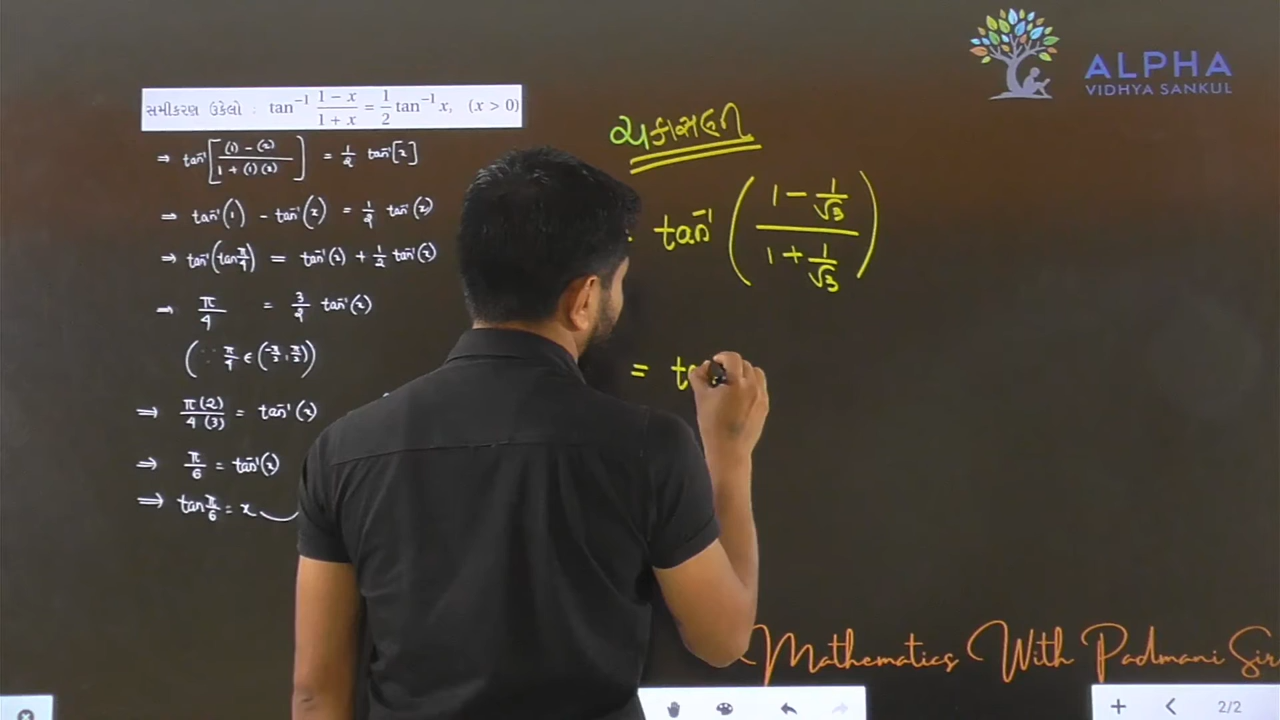 ALPHA
VIDHYA SANKUL
સમીકરણ ઉકેલો : tan⁻¹ (1 − x)/(1 + x) = 1/2 tan⁻¹ x, (x > 0)
⇒ tan⁻¹[((1) − (x))/(1 + (1)(x))] = 1/2 tan⁻¹[x]
⇒ tan⁻¹(1) − tan⁻¹(x) = 1/2 tan⁻¹(x)
⇒ tan⁻¹(tan π/4) = tan⁻¹(x) + 1/2 tan⁻¹(x)
⇒ π/4 = 3/2 tan⁻¹(x)
(∵ π/4 ∈ (−π/2, π/2))
⇒ π(2)/4(3) = tan⁻¹(x)
⇒ π/6 = tan⁻¹(x)
⇒ tan π/6 = x
ચકાસણી
tan⁻¹((1 − 1/√3)/(1 + 1/√3))
= t
Mathematics With Padmani Sir
2/2